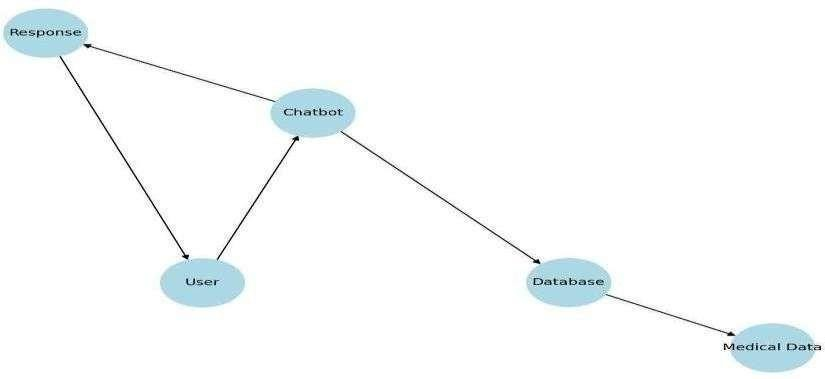 Response
Chatbot
User
Database
Medical Data